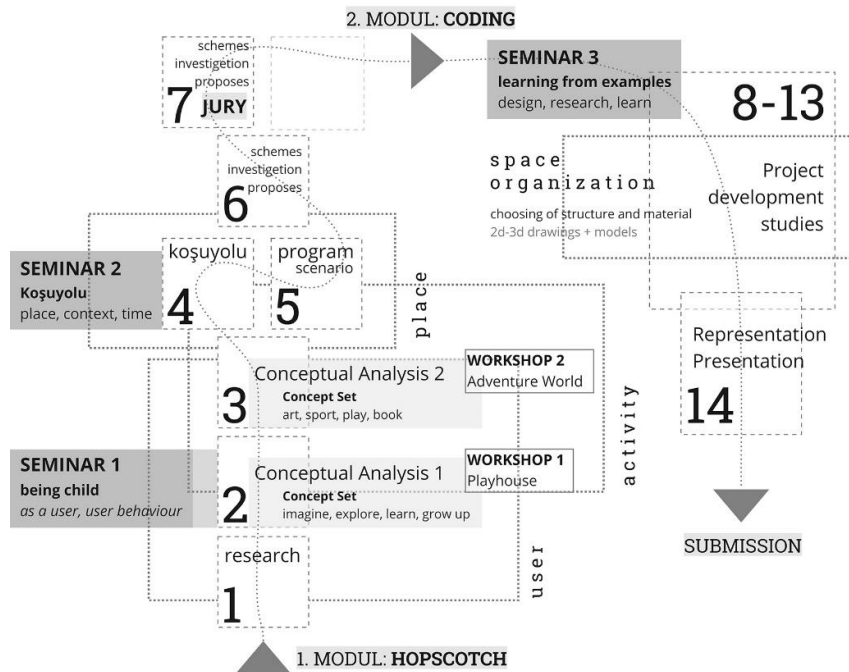 2. MODUL: CODING
schemes
investigation
proposes
7
JURY
SEMINAR 3
learning from examples
design, research, learn
8-13
schemes
investigation
proposes
6
space
organization
choosing of structure and material
2d-3d drawings + models
Project
development
studies
SEMINAR 2
Koşuyolu
place, context, time
koşuyolu
4
program
scenario
5
place
Representation
Presentation
14
3
Conceptual Analysis 2
Concept Set
art, sport, play, book
WORKSHOP 2
Adventure World
activity
SEMINAR 1
being child
as a user, user behaviour
2
Conceptual Analysis 1
Concept Set
imagine, explore, learn, grow up
WORKSHOP 1
Playhouse
SUBMISSION
research
1
user
1. MODUL: HOPSCOTCH